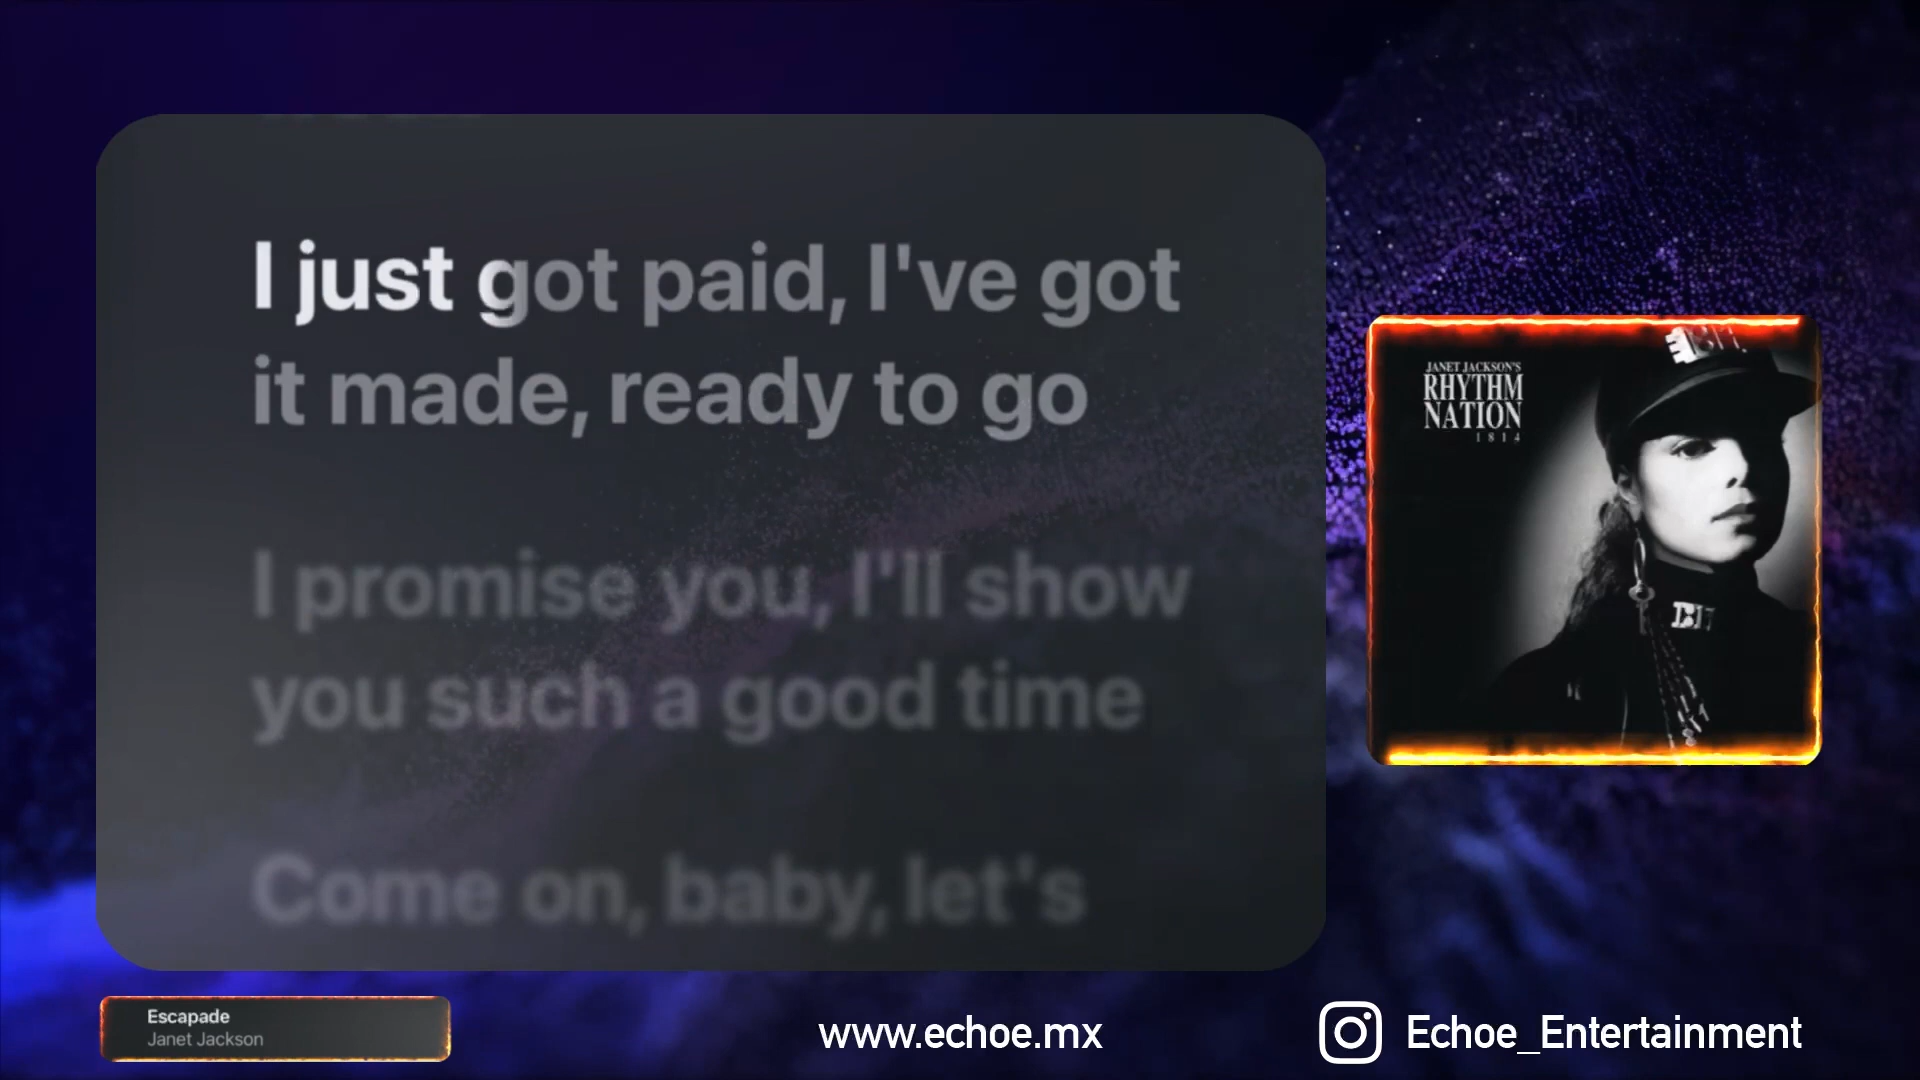 I just got paid, I've got
it made, ready to go
I promise you, I'll show
you such a good time
Come on, baby, let's
JANET JACKSON'S
RHYTHM
NATION
1814
Escapade
Janet Jackson
www.echoe.mx
Echoe_Entertainment